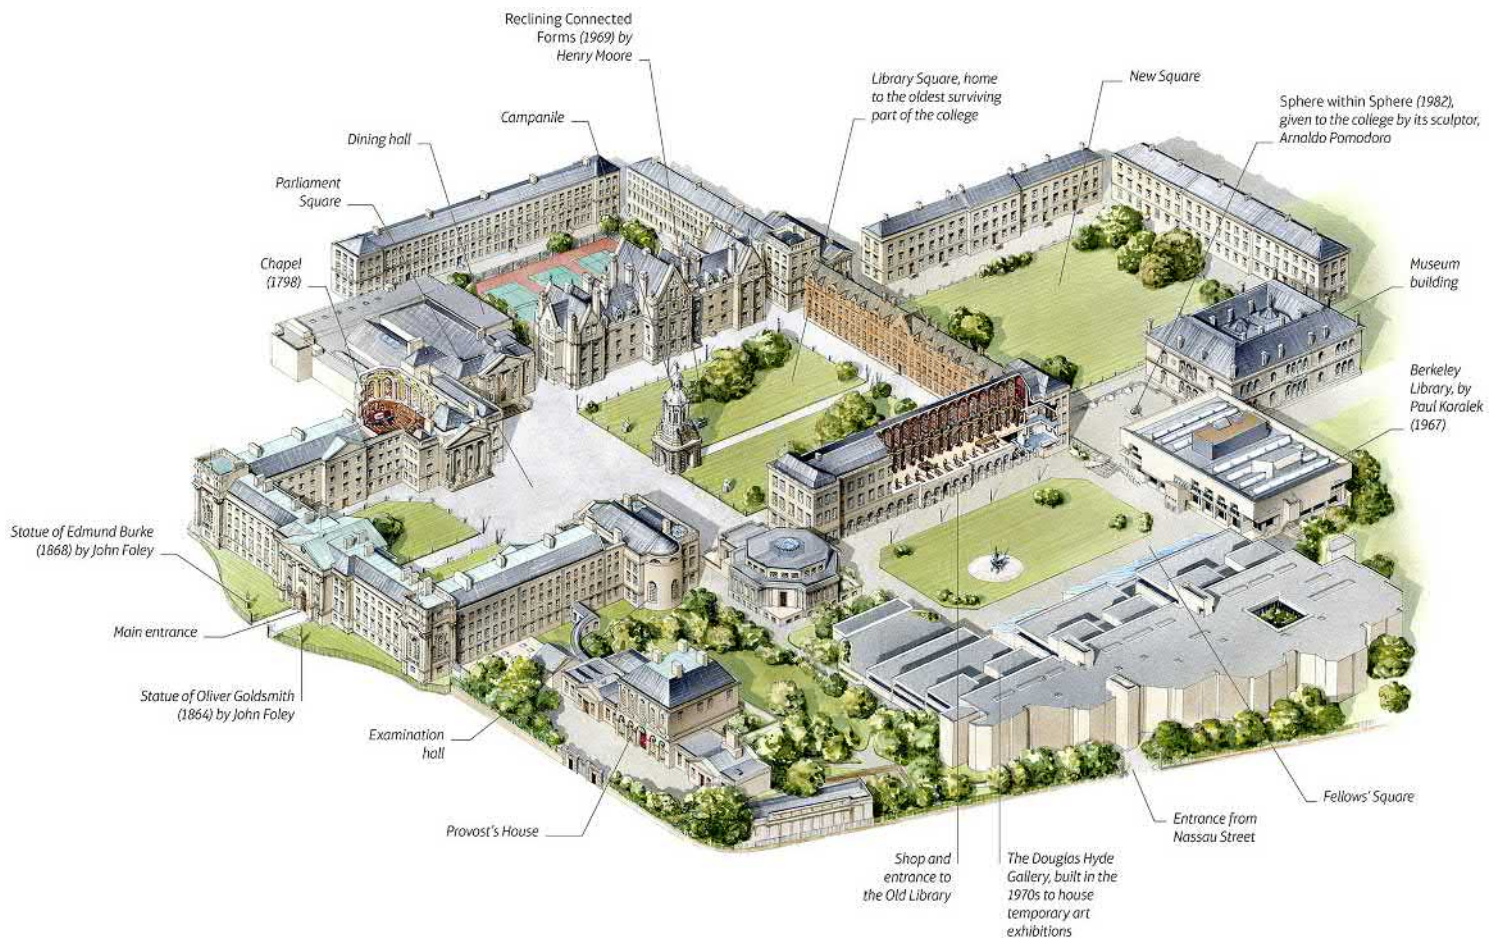 Reclining Connected
Forms (1969) by
Henry Moore
Library Square, home
to the oldest surviving
part of the college
New Square
Sphere within Sphere (1982),
given to the college by its sculptor,
Arnaldo Pomodoro
Campanile
Dining hall
Parliament
Square
Chapel
(1798)
Museum
building
Berkeley
Library, by
Paul Koralek
(1967)
Statue of Edmund Burke
(1868) by John Foley
Main entrance
Statue of Oliver Goldsmith
(1864) by John Foley
Examination
hall
Provost's House
Shop and
entrance to
the Old Library
The Douglas Hyde
Gallery, built in the
1970s to house
temporary art
exhibitions
Entrance from
Nassau Street
Fellows' Square